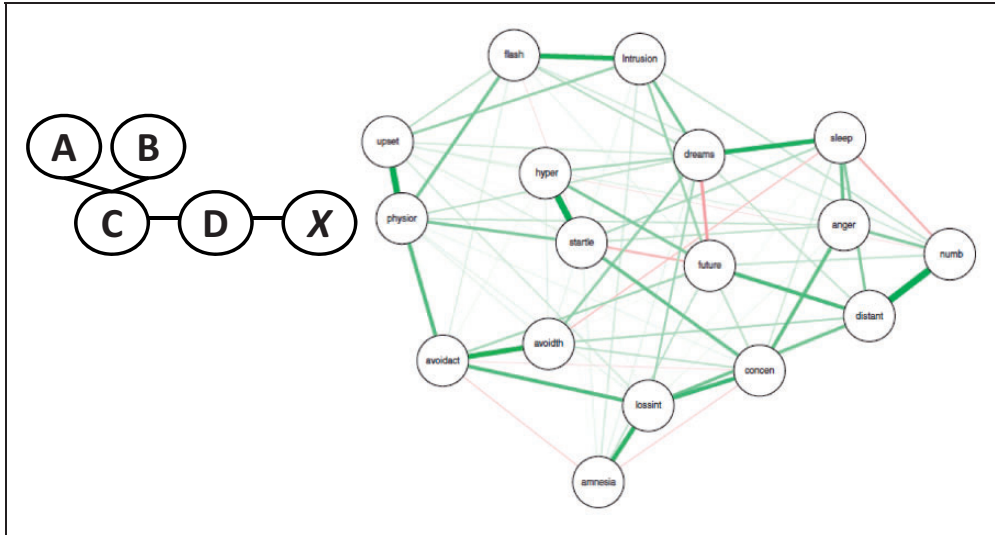 A
B
C
D
X
flash
Intrusion
upset
dreams
sleep
hyper
physior
startle
anger
future
numb
distant
avoidth
avoidact
concen
lossint
amnesia